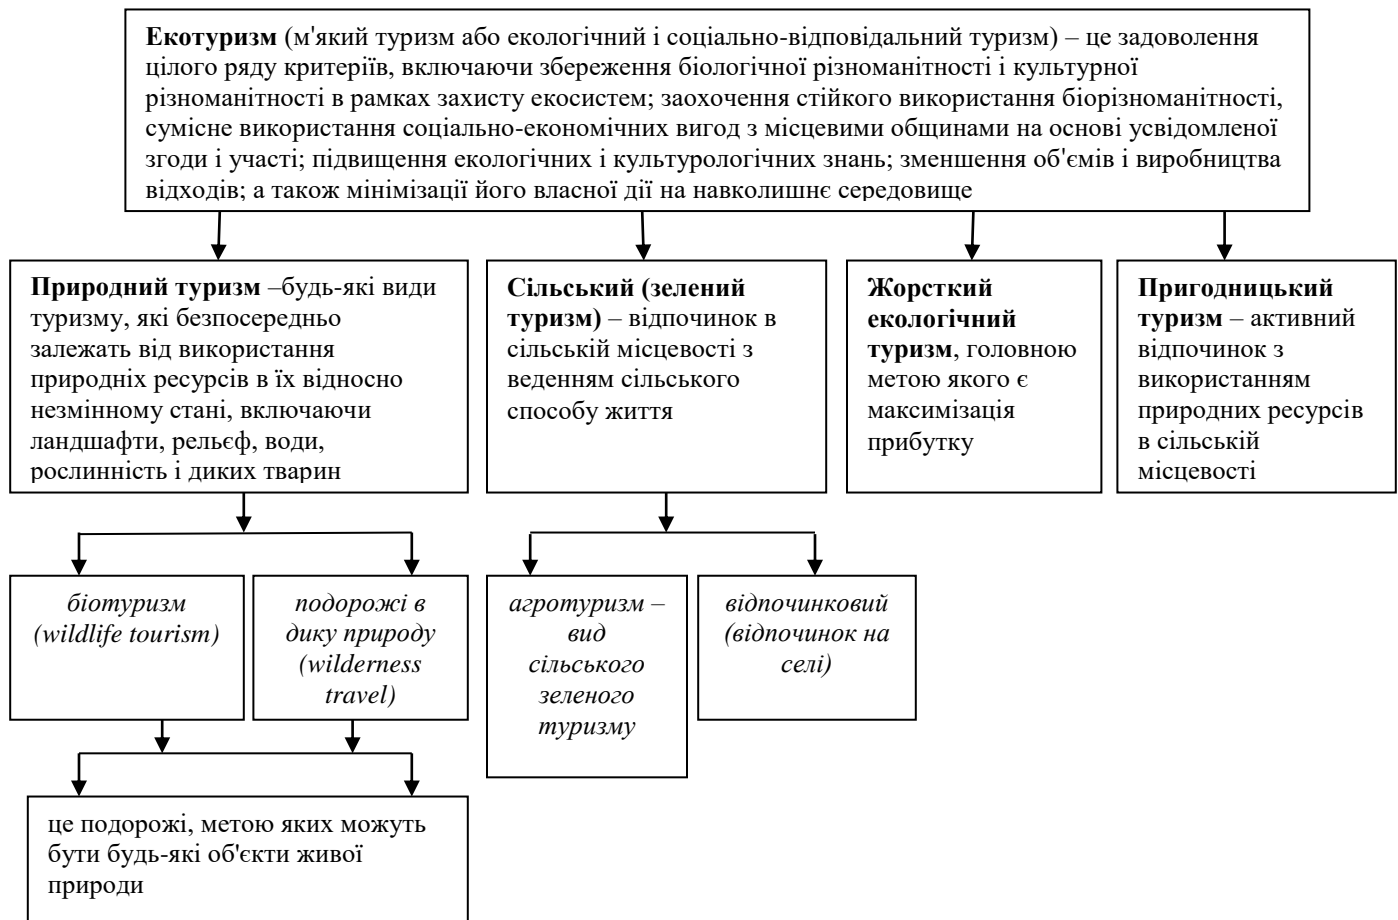 Екотуризм (м'який туризм або екологічний і соціально-відповідальний туризм) – це задоволення
цілого ряду критеріїв, включаючи збереження біологічної різноманітності і культурної
різноманітності в рамках захисту екосистем; заохочення стійкого використання біорізноманітності,
сумісне використання соціально-економічних вигод з місцевими общинами на основі усвідомленої
згоди і участі; підвищення екологічних і культурологічних знань; зменшення об'ємів і виробництва
відходів; а також мінімізації його власної дії на навколишнє середовище
Природний туризм –будь-які види
туризму, які безпосередньо
залежать від використання
природніх ресурсів в їх відносно
незмінному стані, включаючи
ландшафти, рельєф, води,
рослинність і диких тварин
Сільський (зелений
туризм) – відпочинок в
сільській місцевості з
веденням сільського
способу життя
Жорсткий
екологічний
туризм, головною
метою якого є
максимізація
прибутку
Пригодницький
туризм – активний
відпочинок з
використанням
природних ресурсів
в сільській
місцевості
біотуризм
(wildlife tourism)
подорожі в
дику природу
(wilderness
travel)
агротуризм –
вид
сільського
зеленого
туризму
відпочинковий
(відпочинок на
селі)
це подорожі, метою яких можуть
бути будь-які об'єкти живої
природи